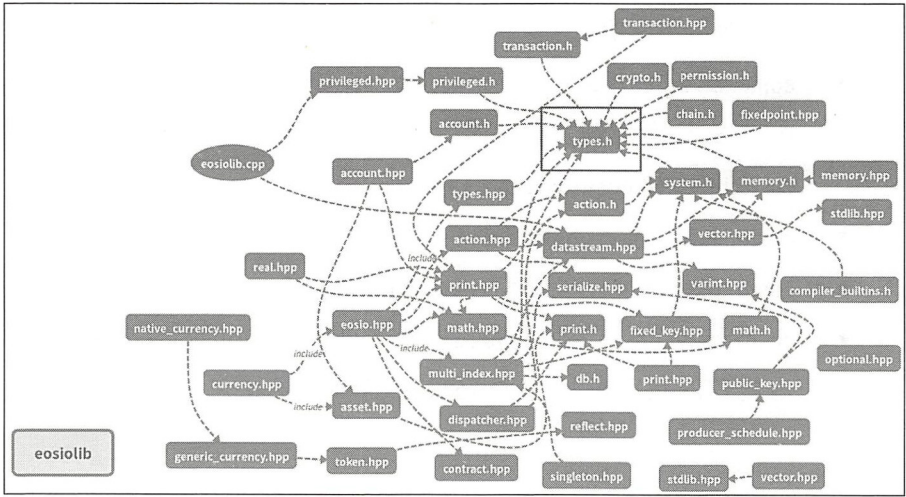 transaction.hpp
transaction.h
privileged.hpp
privileged.h
crypto.h
permission.h
account.h
chain.h
fixedpoint.hpp
types.h
eosiolib.cpp
account.hpp
types.hpp
action.h
system.h
memory.h
memory.hpp
stdlib.hpp
action.hpp
datastream.hpp
vector.hpp
include
real.hpp
print.hpp
serialize.hpp
varint.hpp
compiler_builtins.h
native_currency.hpp
eosio.hpp
math.hpp
print.h
fixed_key.hpp
math.h
include
include
optional.hpp
currency.hpp
multi_index.hpp
db.h
print.hpp
public_key.hpp
include
asset.hpp
dispatcher.hpp
reflect.hpp
producer_schedule.hpp
eosiolib
generic_currency.hpp
token.hpp
contract.hpp
singleton.hpp
stdlib.hpp
vector.hpp